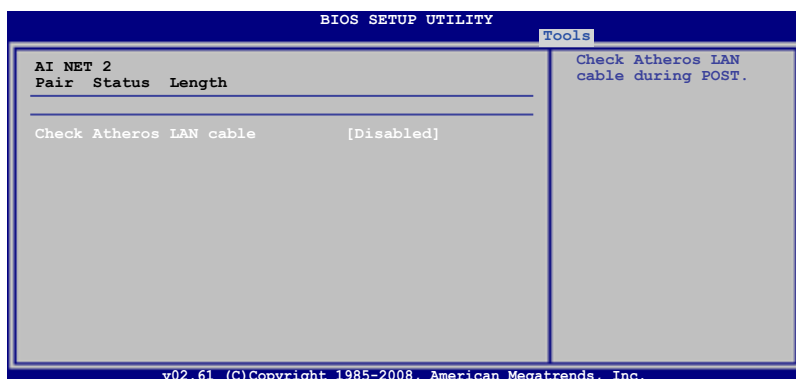 BIOS SETUP UTILITY
Tools
AI NET 2
Pair Status Length
Check Atheros LAN cable [Disabled]
Check Atheros LAN
cable during POST.
v02.61 (C)Copyright 1985-2008, American Megatrends, Inc.